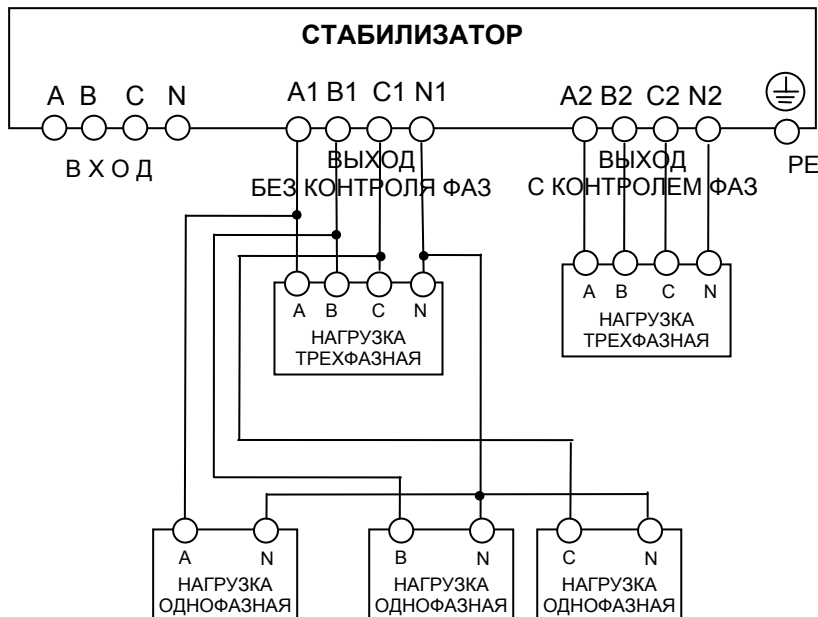 СТАБИЛИЗАТОР
A B C N
A1 B1 C1 N1
A2 B2 C2 N2
В Х О Д
ВЫХОД
БЕЗ КОНТРОЛЯ ФАЗ
ВЫХОД
С КОНТРОЛЕМ ФАЗ
PE
A B C N
НАГРУЗКА
ТРЕХФАЗНАЯ
A B C N
НАГРУЗКА
ТРЕХФАЗНАЯ
A N
НАГРУЗКА
ОДНОФАЗНАЯ
B N
НАГРУЗКА
ОДНОФАЗНАЯ
C N
НАГРУЗКА
ОДНОФАЗНАЯ